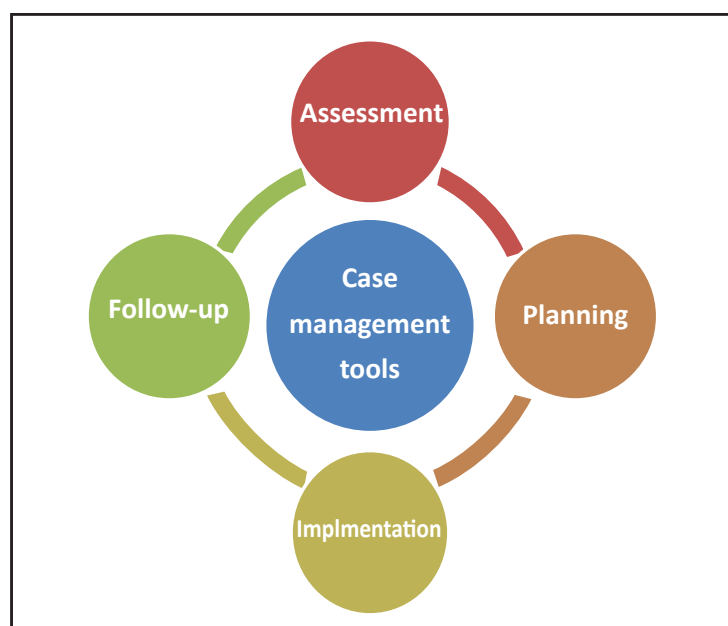 Assessment
Case
management
tools
Follow-up
Planning
Implmentation